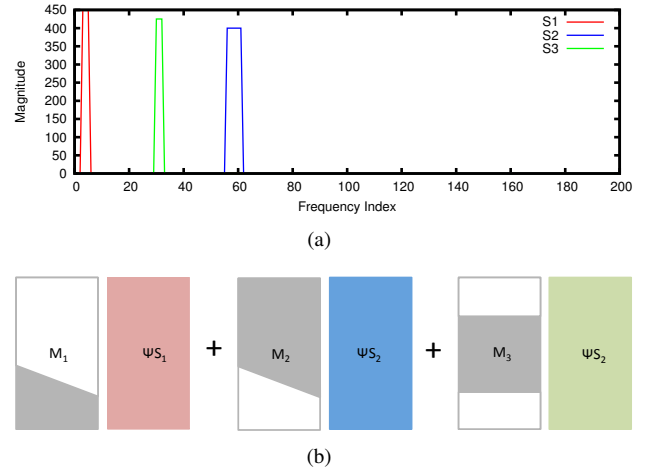 450
400
350
300
250
200
150
100
50
0
Magnitude
S1
S2
S3
0 20 40 60 80 100 120 140 160 180 200
Frequency Index
(a)
M1 ΨS1 + M2 ΨS2 + M3 ΨS2
(b)